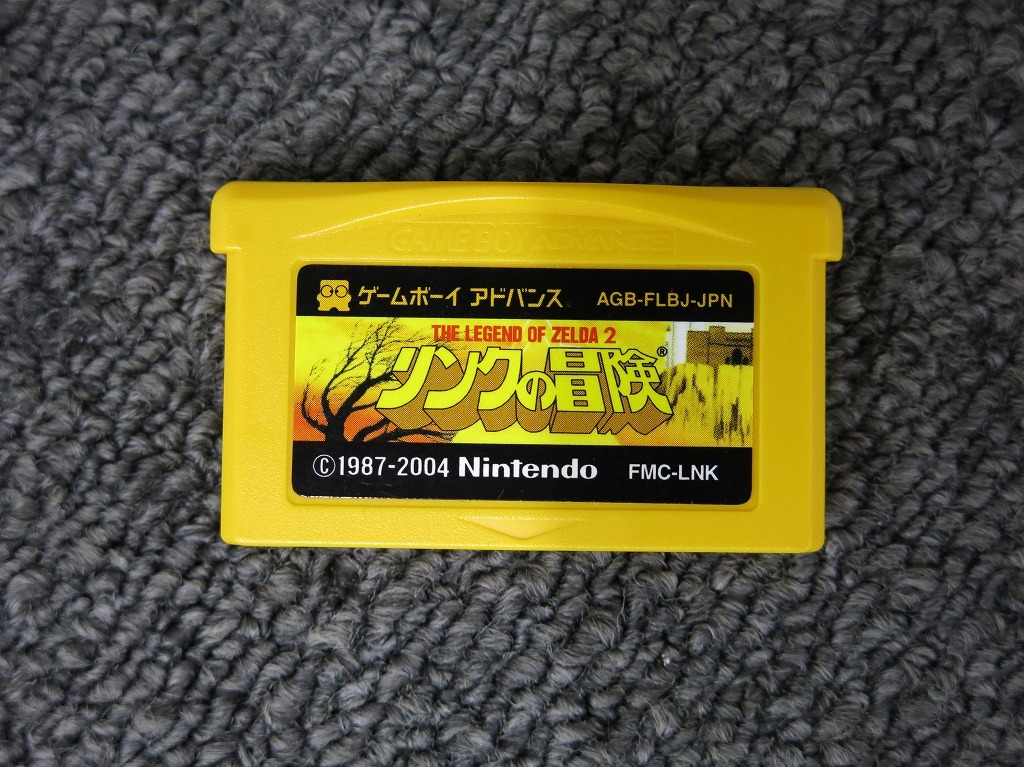 GAME BOY ADVANCE
ゲームボーイ アドバンス AGB-FLBJ-JPN
THE LEGEND OF ZELDA 2
リンクの冒険®
©1987-2004 Nintendo FMC-LNK